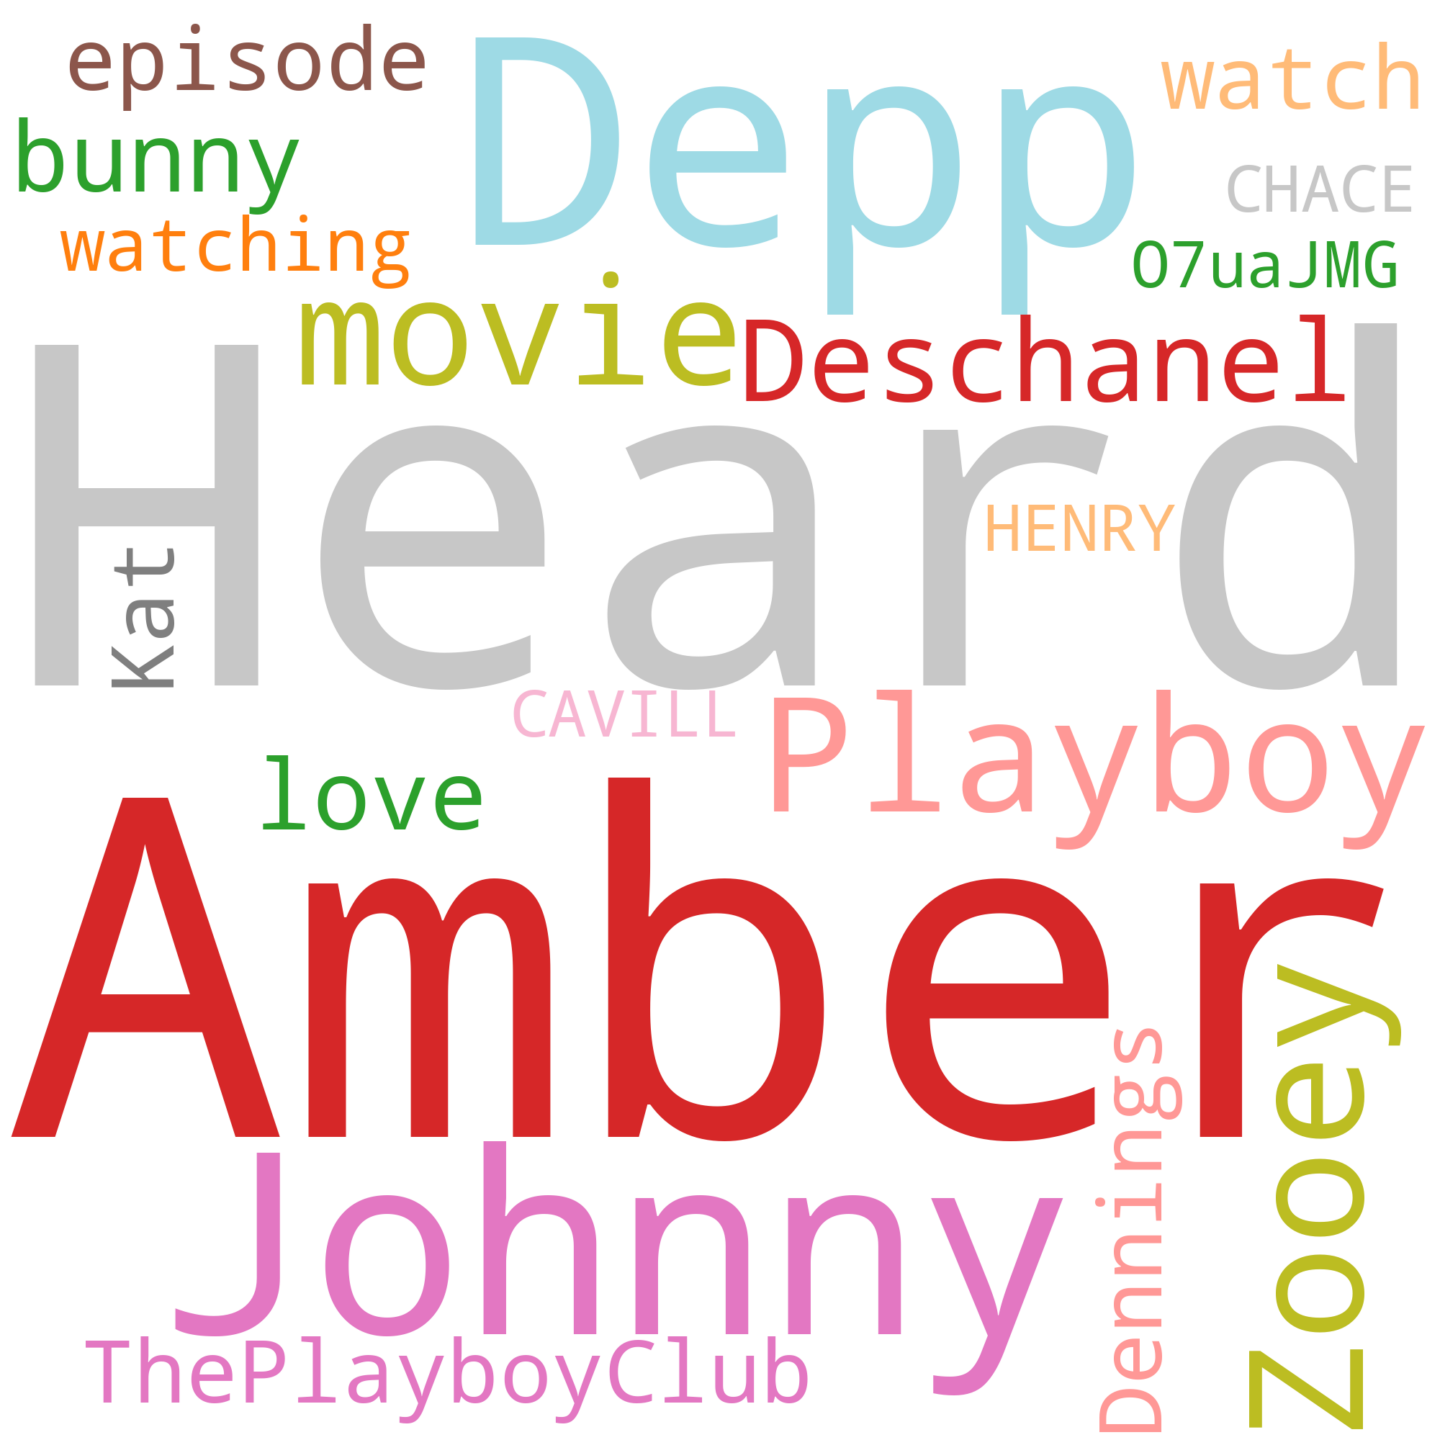 episode
Depp
watch
bunny
CHACE
watching
O7uaJMG
movie
Deschanel
Heard
HENRY
Kat
CAVILL
Playboy
love
Amber
Zooey
Dennings
Johnny
ThePlayboyClub